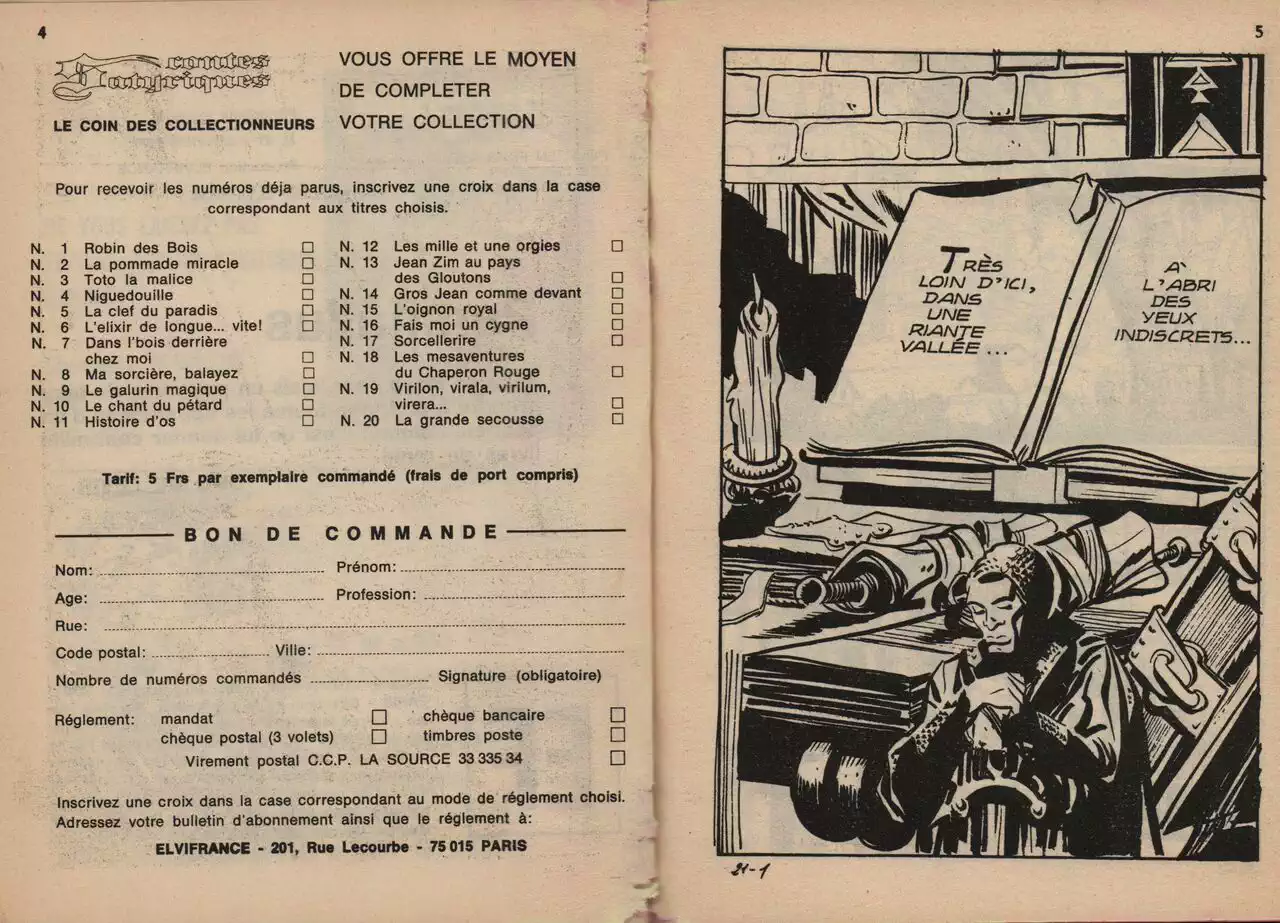 4
contes
Satyriques
LE COIN DES COLLECTIONNEURS
VOUS OFFRE LE MOYEN
DE COMPLETER
VOTRE COLLECTION
Pour recevoir les numéros déja parus, inscrivez une croix dans la case
correspondant aux titres choisis.
N. 1 Robin des Bois
N. 2 La pommade miracle
N. 3 Toto la malice
N. 4 Niguedouille
N. 5 La clef du paradis
N. 6 L'elixir de longue... vite!
N. 7 Dans l'bois derrière
chez moi
N. 8 Ma sorcière, balayez
N. 9 Le galurin magique
N. 10 Le chant du pétard
N. 11 Histoire d'os
N. 12 Les mille et une orgies
N. 13 Jean Zim au pays
des Gloutons
N. 14 Gros Jean comme devant
N. 15 L'oignon royal
N. 16 Fais moi un cygne
N. 17 Sorcellerire
N. 18 Les mesaventures
du Chaperon Rouge
N. 19 Virilon, virala, virilum,
virera...
N. 20 La grande secousse
Tarif: 5 Frs par exemplaire commandé (frais de port compris)
BON DE COMMANDE
Nom: Prénom:
Age: Profession:
Rue:
Code postal: Ville:
Nombre de numéros commandés Signature (obligatoire)
Réglement: mandat chèque bancaire
chèque postal (3 volets) timbres poste
Virement postal C.C.P. LA SOURCE 33 335 34
Inscrivez une croix dans la case correspondant au mode de réglement choisi.
Adressez votre bulletin d'abonnement ainsi que le réglement à:
ELVIFRANCE - 201, Rue Lecourbe - 75 015 PARIS
5
TRÈS
LOIN D'ICI,
DANS
UNE
RIANTE
VALLÉE...
A'
L'ABRI
DES
YEUX
INDISCRETS...
21-1